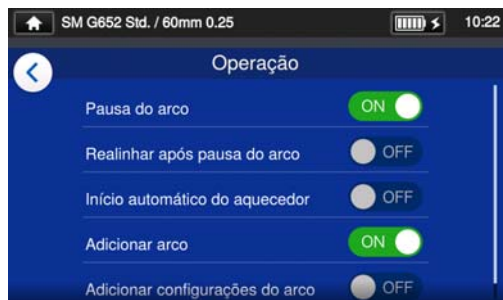 SM G652 Std. / 60mm 0.25 10:22
Operação
Pausa do arco ON
Realinhar após pausa do arco OFF
Início automático do aquecedor OFF
Adicionar arco ON
Adicionar configurações do arco OFF